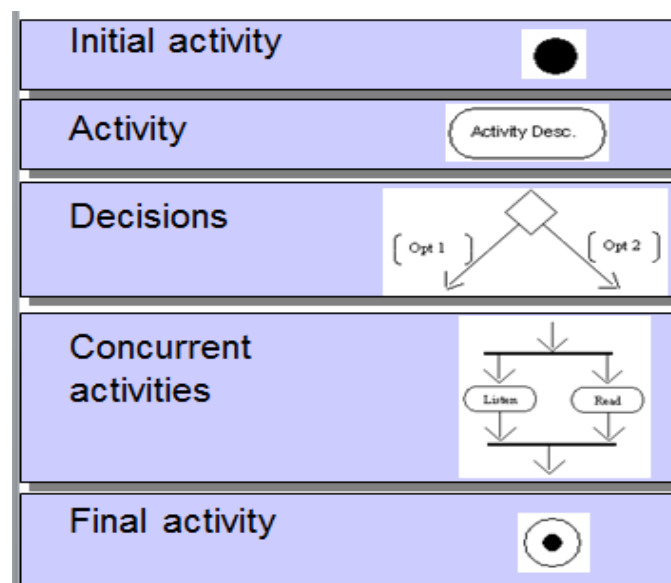 Initial activity
Activity
Activity Desc.
Decisions
[ Opt 1 ]
[ Opt 2 ]
Concurrent
activities
Listen
Read
Final activity